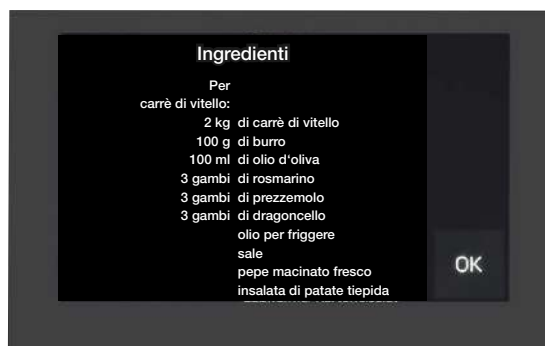 Ingredienti
Per
carrè di vitello:
2 kg di carrè di vitello
100 g di burro
100 ml di olio d‘oliva
3 gambi di rosmarino
3 gambi di prezzemolo
3 gambi di dragoncello
olio per friggere
sale
pepe macinato fresco
insalata di patate tiepida
OK